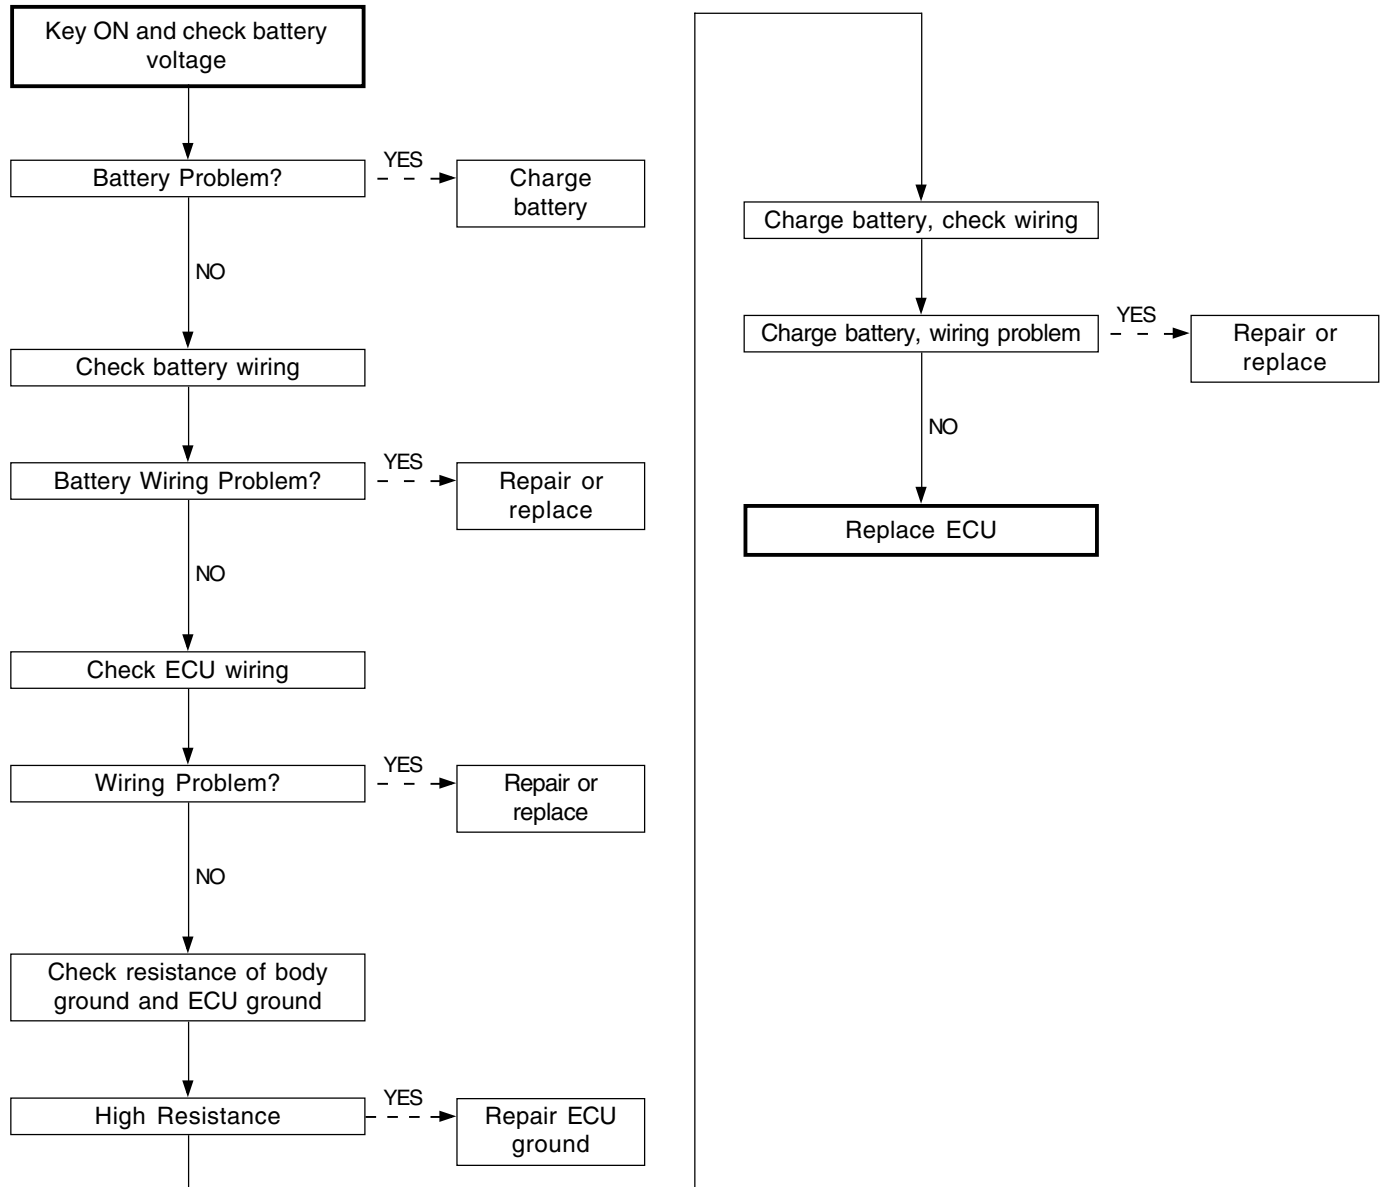 Key ON and check battery
voltage
Battery Problem?
YES
Charge
battery
NO
Check battery wiring
Battery Wiring Problem?
YES
Repair or
replace
NO
Check ECU wiring
Wiring Problem?
YES
Repair or
replace
NO
Check resistance of body
ground and ECU ground
High Resistance
YES
Repair ECU
ground
Charge battery, check wiring
Charge battery, wiring problem
YES
Repair or
replace
NO
Replace ECU